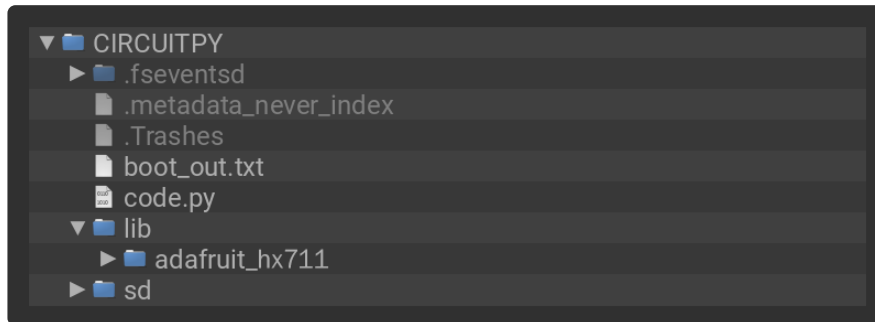 CIRCUITPY
.fseventsd
.metadata_never_index
.Trashes
boot_out.txt
code.py
lib
adafruit_hx711
sd